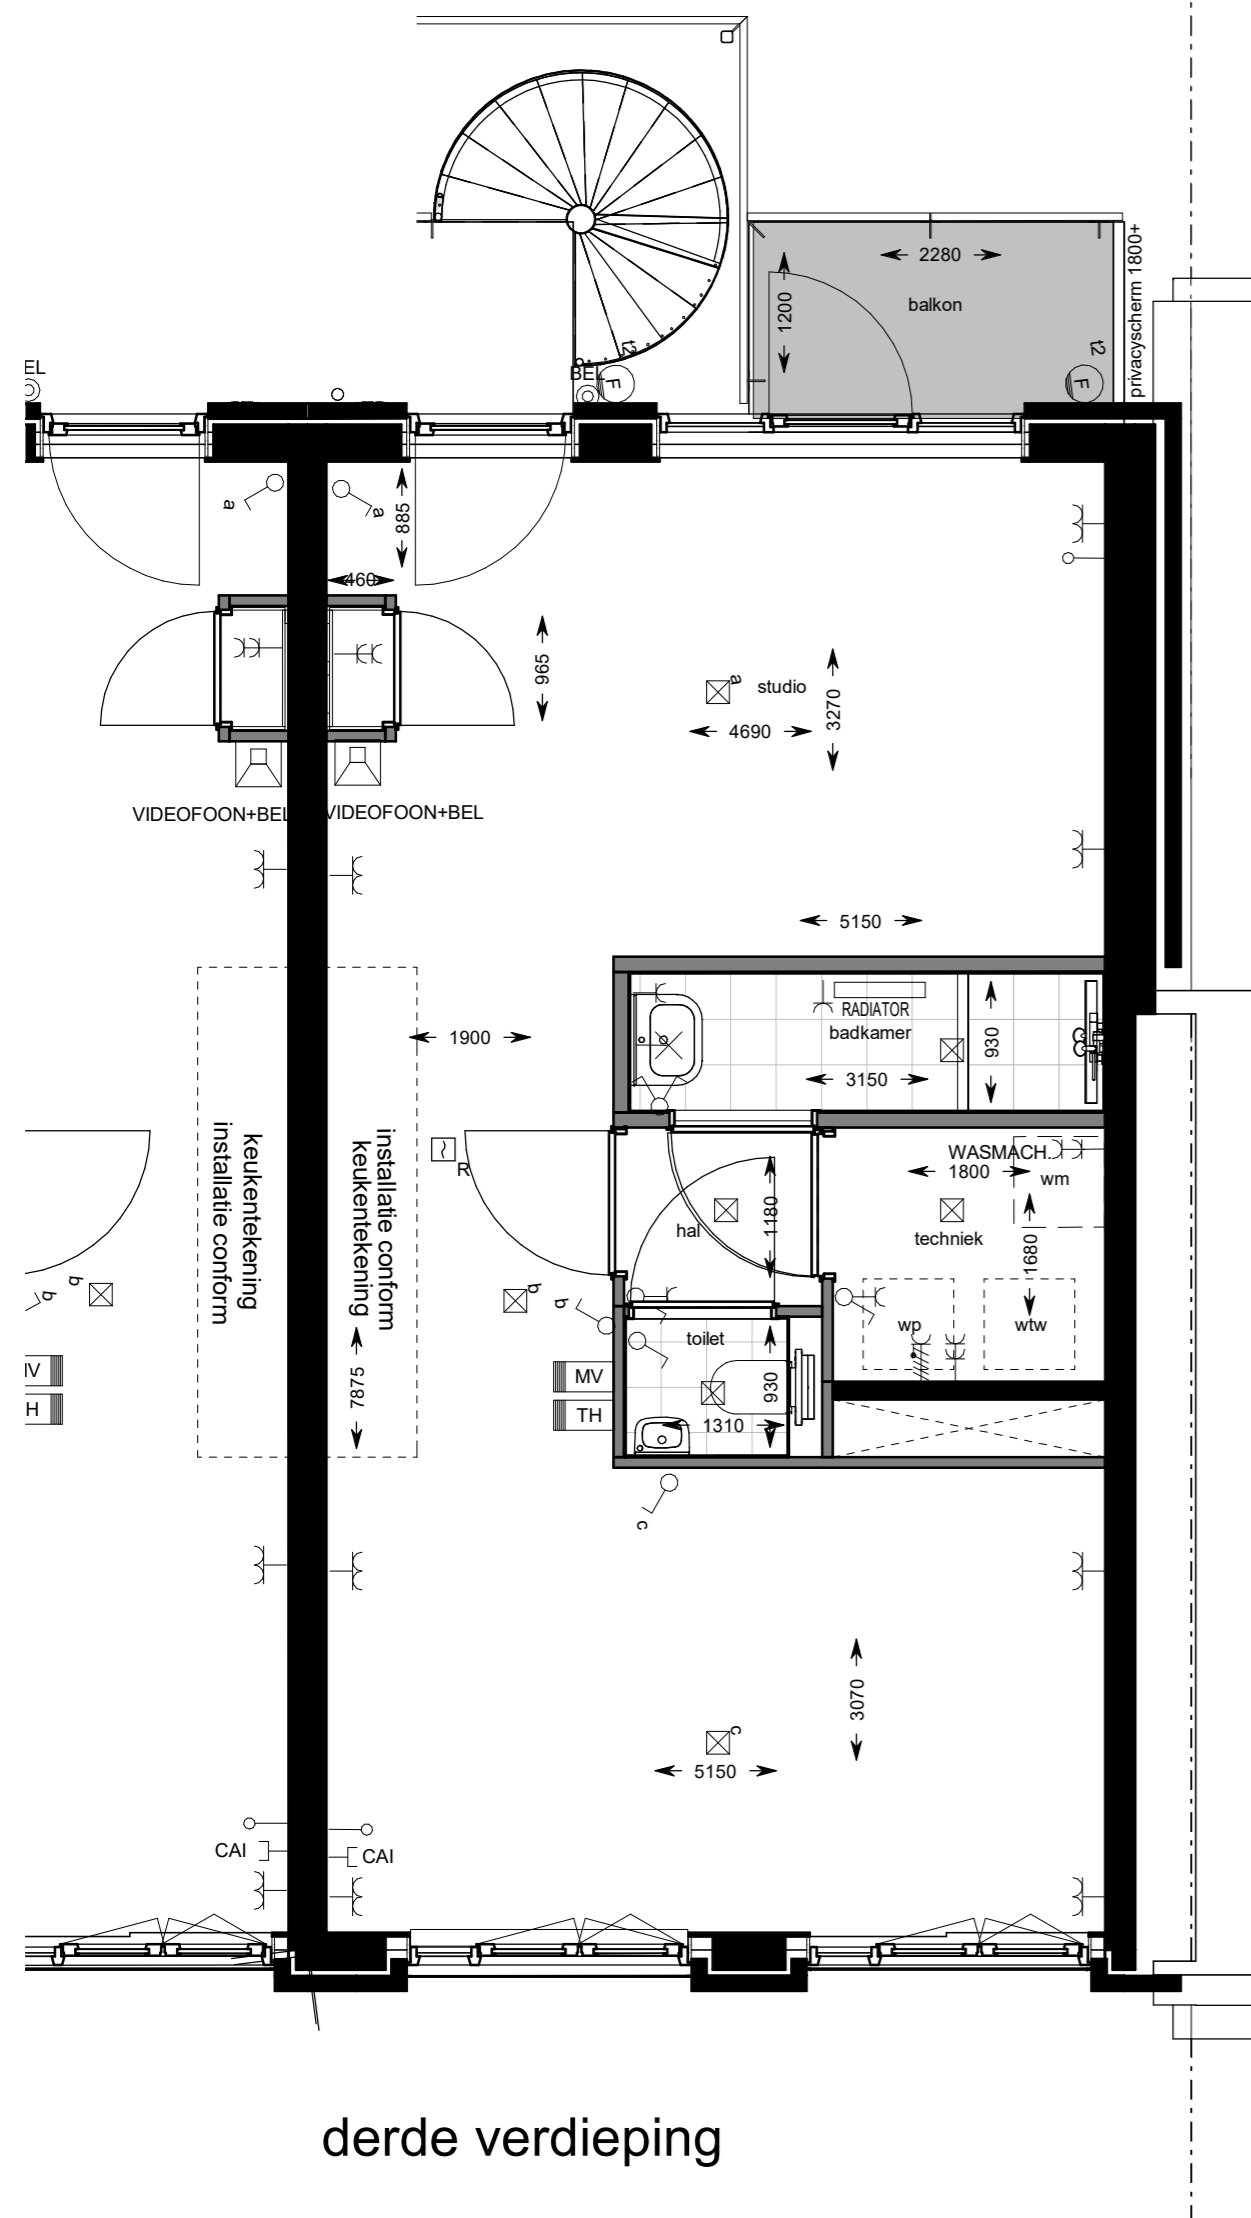 2280
balkon
1200
privacyscherm 1800+
t2
F
t2
F
BEL
EL
a
a
885
460
965
a
studio
4690
3270
VIDEOFOON+BEL
VIDEOFOON+BEL
5150
1900
RADIATOR
badkamer
930
3150
keukentekening
installatie conform
installatie conform
keukentekening
R
WASMACH.
1800
wm
hal
1180
techniek
1680
b
b
b
b
wp
wtw
toilet
MV
TH
IV
H
7875
930
1310
c
3070
c
5150
CAI
CAI
derde verdieping